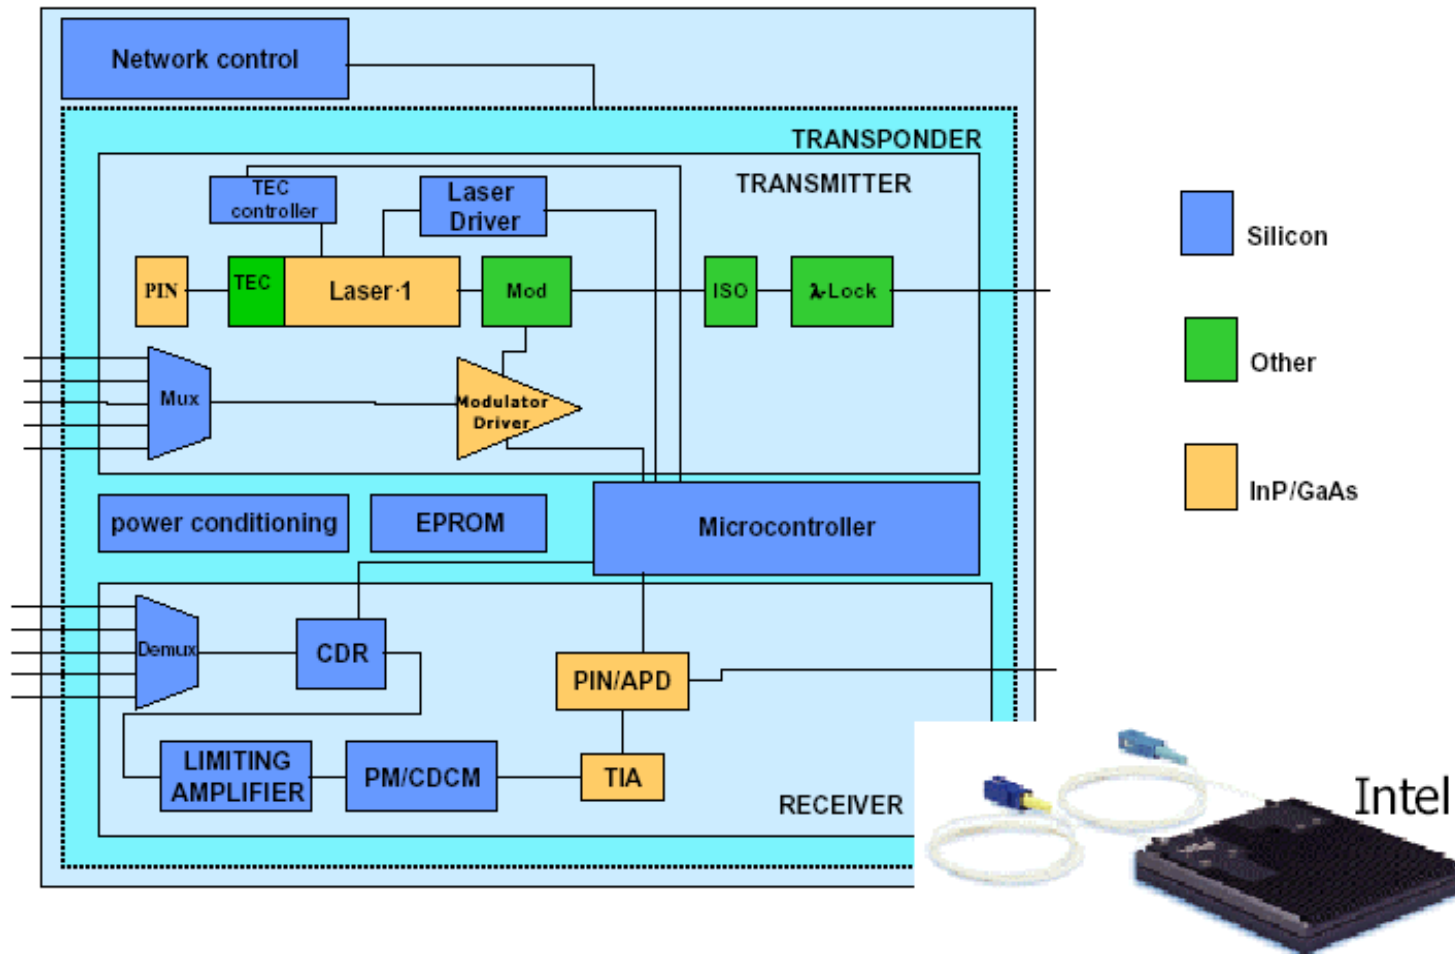 Network control
TRANSPONDER
TRANSMITTER
TEC
controller
Laser
Driver
PIN
TEC
Laser·1
Mod
ISO
λ-Lock
Mux
Modulator
Driver
power conditioning
EPROM
Microcontroller
Demux
CDR
PIN/APD
LIMITING
AMPLIFIER
PM/CDCM
TIA
RECEIVER
Silicon
Other
InP/GaAs
Intel